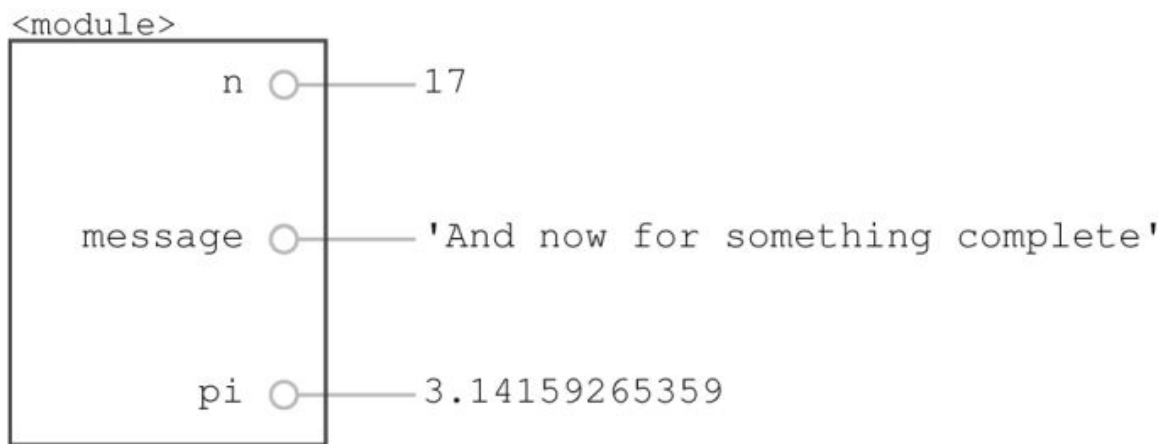 <module>
n 17
message 'And now for something complete'
pi 3.14159265359